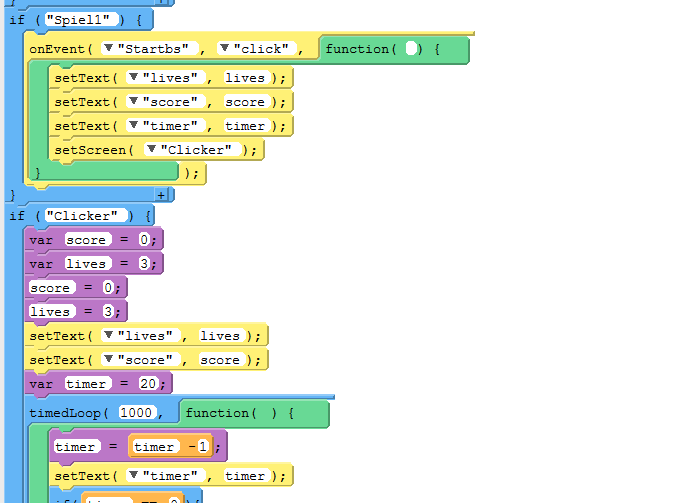 if ("Spiel1" ) {
onEvent( ▼"Startbs" , ▼"click" , function( ) {
setText( ▼"lives" , lives );
setText( ▼"score" , score );
setText( ▼"timer" , timer );
setScreen( ▼"Clicker" );
} );
} +
if ("Clicker" ) {
var score = 0;
var lives = 3;
score = 0;
lives = 3;
setText( ▼"lives" , lives );
setText( ▼"score" , score );
var timer = 20;
timedLoop( 1000 , function( ) {
timer = timer -1 ;
setText( ▼"timer" , timer );